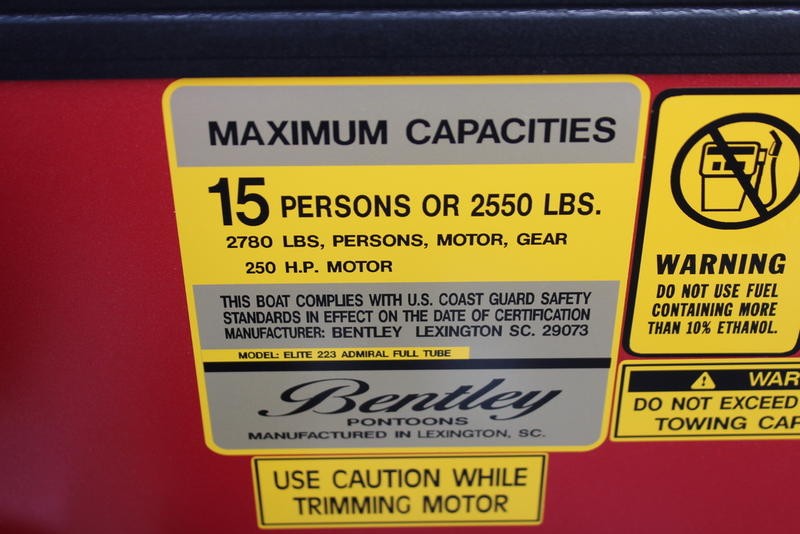 MAXIMUM CAPACITIES
15 PERSONS OR 2550 LBS.
2780 LBS, PERSONS, MOTOR, GEAR
250 H.P. MOTOR
THIS BOAT COMPLIES WITH U.S. COAST GUARD SAFETY
STANDARDS IN EFFECT ON THE DATE OF CERTIFICATION
MANUFACTURER: BENTLEY LEXINGTON SC. 29073
MODEL: ELITE 223 ADMIRAL FULL TUBE
Bentley
PONTOONS
MANUFACTURED IN LEXINGTON, SC.
USE CAUTION WHILE
TRIMMING MOTOR
WARNING
DO NOT USE FUEL
CONTAINING MORE
THAN 10% ETHANOL.
WAR
DO NOT EXCEED
TOWING CAP